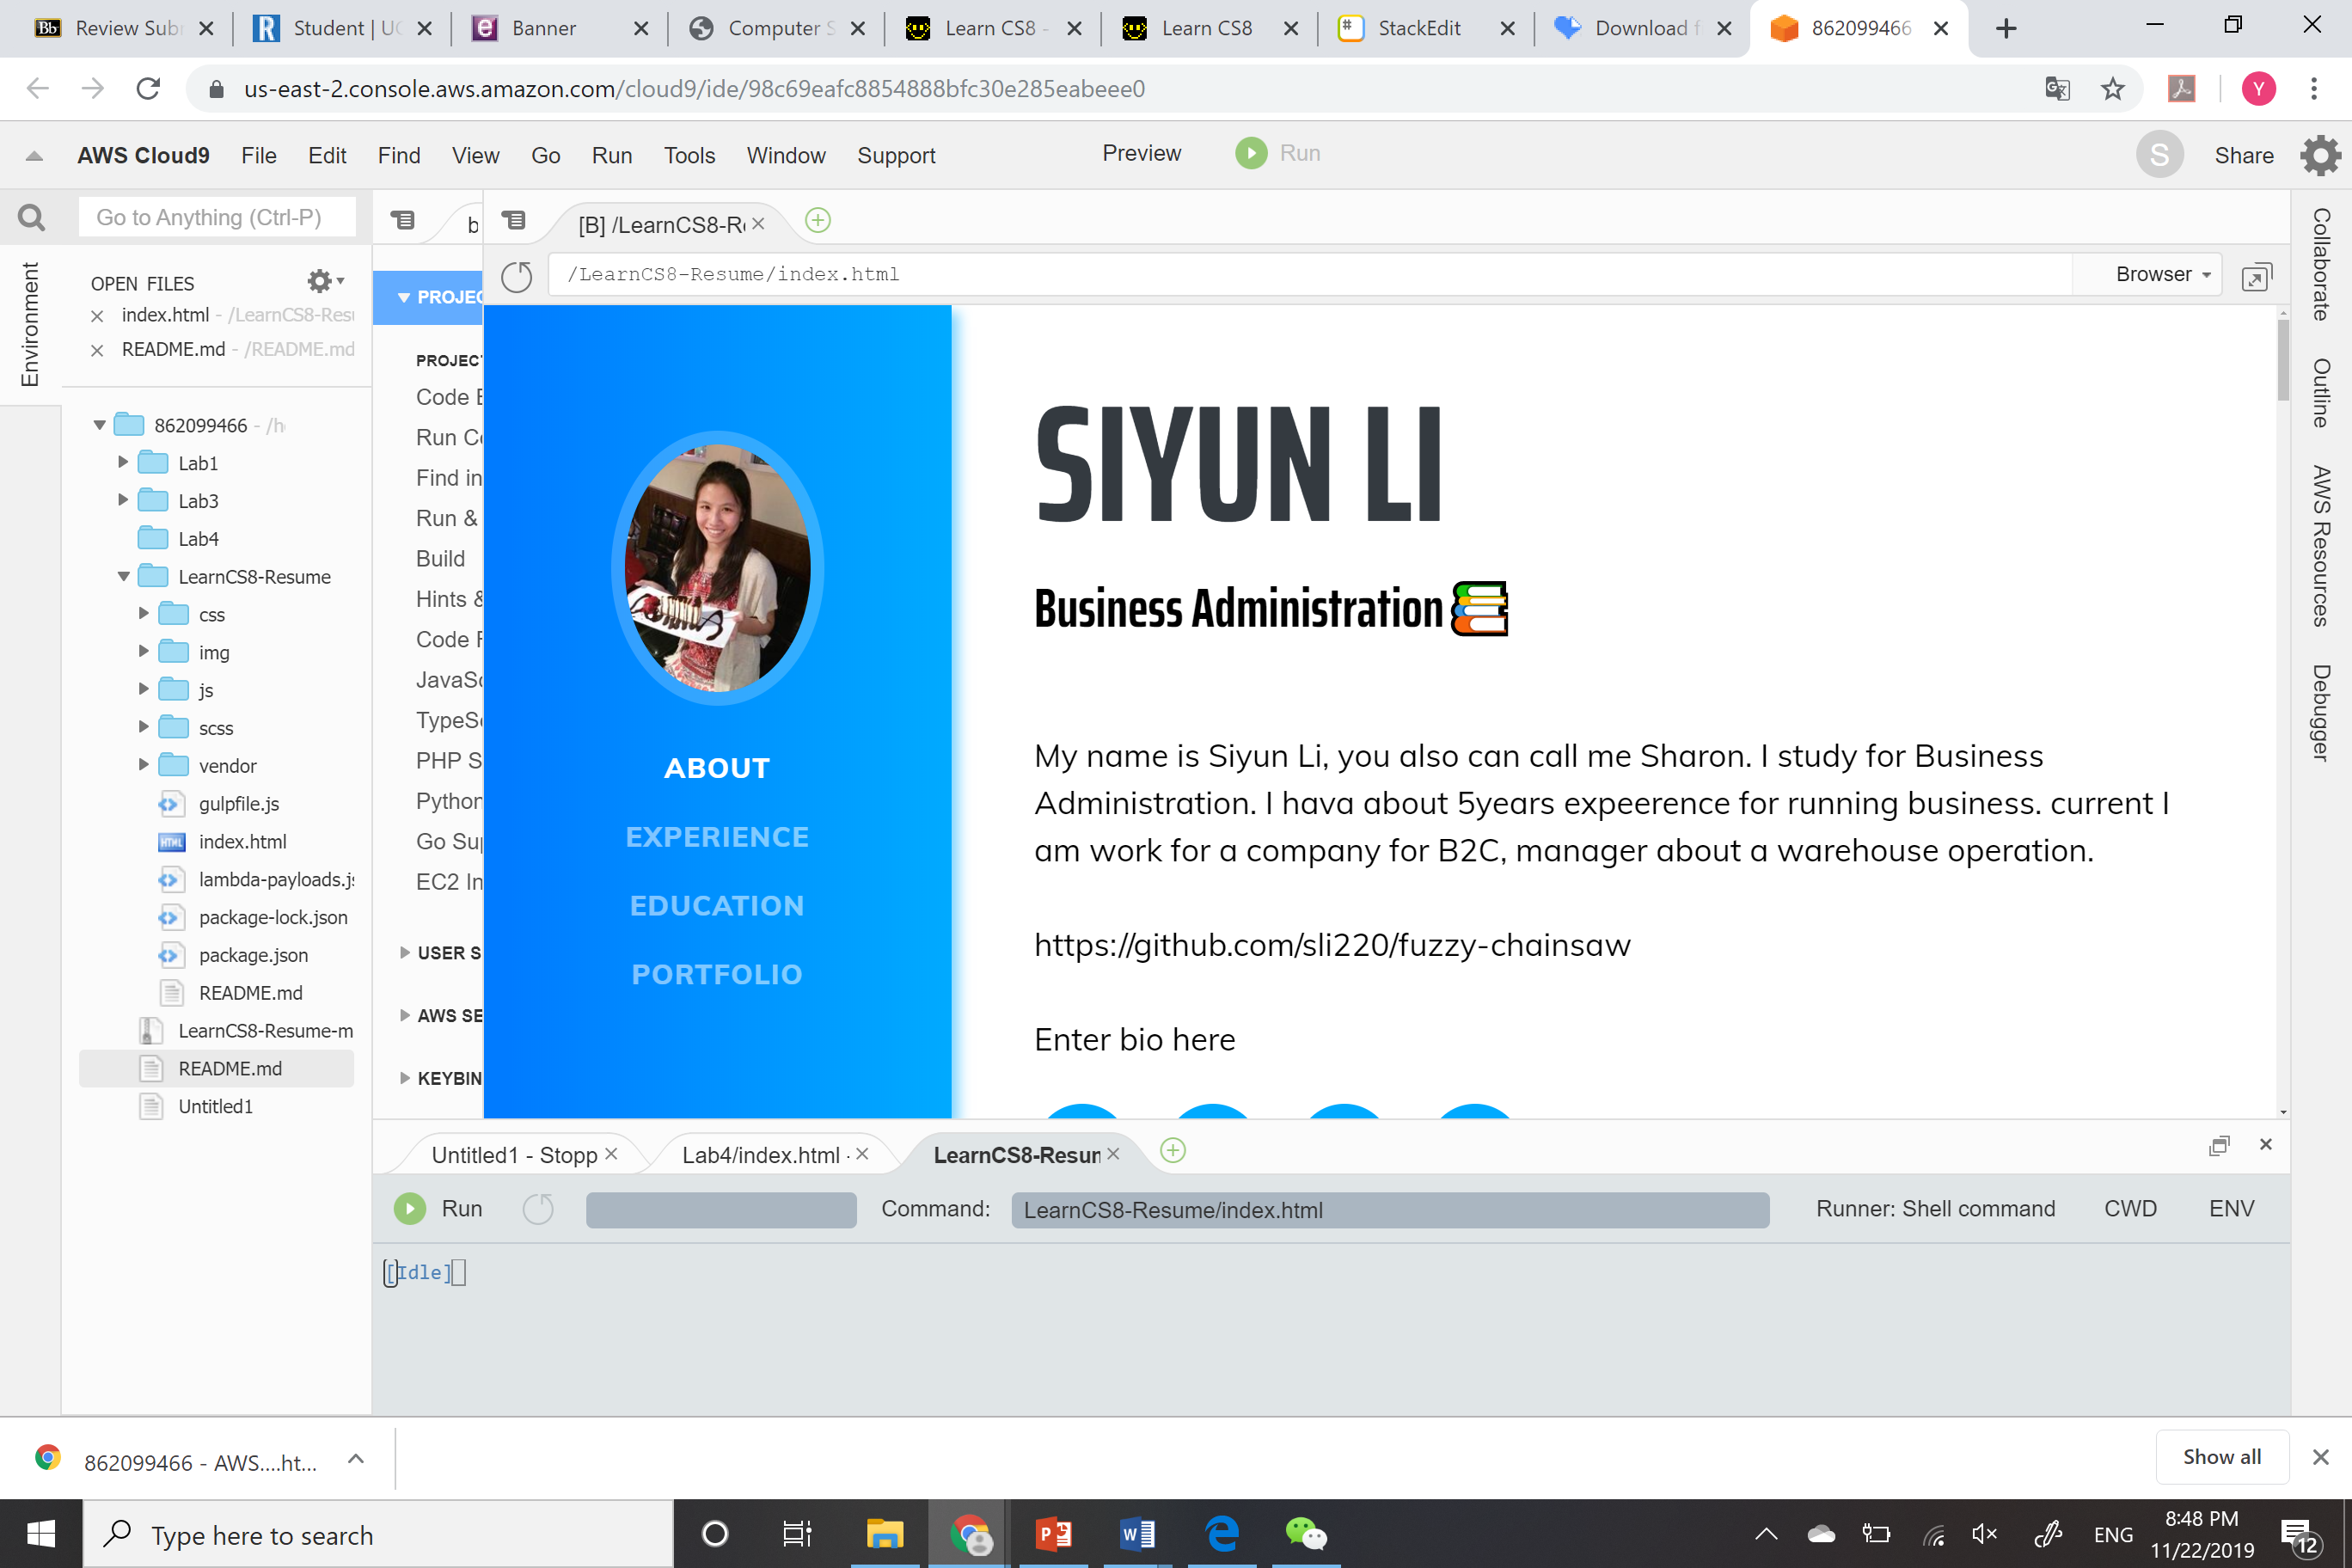 Review Sub
Student | UC
Banner
Computer S
Learn CS8 -
Learn CS8
StackEdit
Download f
862099466
us-east-2.console.aws.amazon.com/cloud9/ide/98c69eafc8854888bfc30e285eabeee0
Y
AWS Cloud9 File Edit Find View Go Run Tools Window Support Preview Run S Share
Go to Anything (Ctrl-P)
b
[B] /LearnCS8-Re
/LearnCS8-Resume/index.html
Browser
Environment
OPEN FILES
index.html - /LearnCS8-Resu
README.md - /README.md
862099466 - /h
Lab1
Lab3
Lab4
LearnCS8-Resume
css
img
js
scss
vendor
gulpfile.js
index.html
lambda-payloads.js
package-lock.json
package.json
README.md
LearnCS8-Resume-m
README.md
Untitled1
PROJEC
PROJECT
Code E
Run Co
Find in
Run &
Build
Hints &
Code F
JavaSc
TypeSc
PHP S
Python
Go Sup
EC2 In
USER S
AWS SE
KEYBIN
ABOUT
EXPERIENCE
EDUCATION
PORTFOLIO
SIYUN LI
Business Administration
My name is Siyun Li, you also can call me Sharon. I study for Business
Administration. I hava about 5years expeerence for running business. current I
am work for a company for B2C, manager about a warehouse operation.
https://github.com/sli220/fuzzy-chainsaw
Enter bio here
Collaborate
Outline
AWS Resources
Debugger
Untitled1 - Stopp
Lab4/index.html -
LearnCS8-Resum
Run
Command:
LearnCS8-Resume/index.html
Runner: Shell command
CWD
ENV
[Idle]
862099466 - AWS....ht...
Show all
Type here to search
ENG
8:48 PM
11/22/2019
12